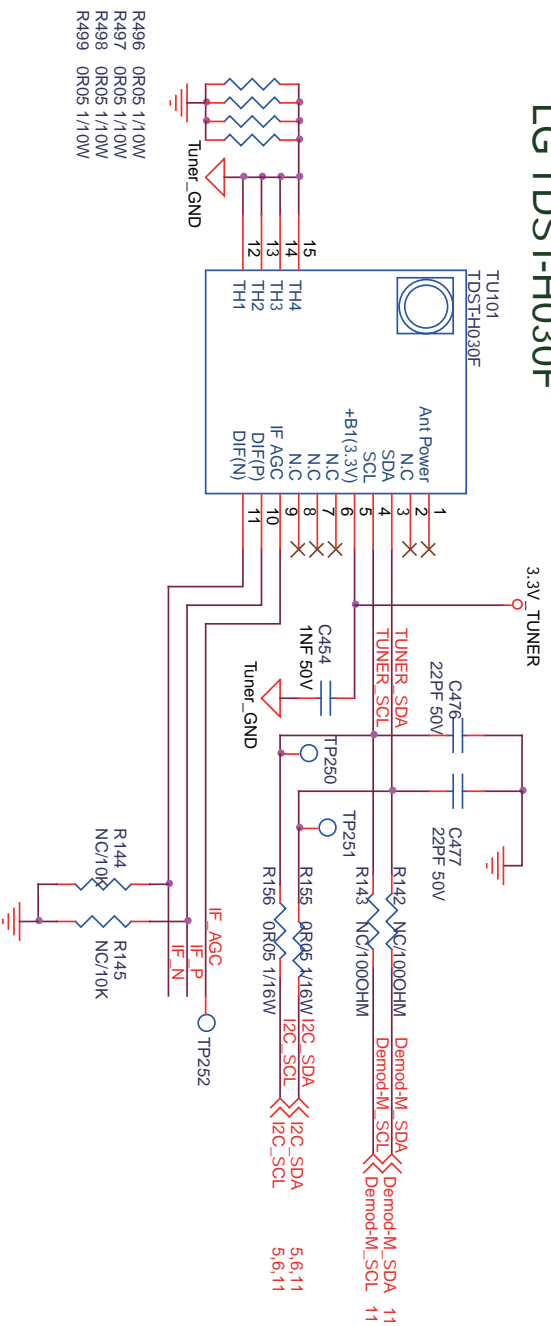 LG TDST-H030F
R496 0R05 1/10W
R497 0R05 1/10W
R498 0R05 1/10W
R499 0R05 1/10W
Tuner_GND
15
14
13
12
TH4
TH3
TH2
TH1
TU101
TDST-H030F
Ant Power
N.C
SDA
SCL
+B1(3.3V)
N.C
N.C
N.C
IF AGC
DIF(P)
DIF(N)
1
2
3
4
5
6
7
8
9
10
11
3.3V_TUNER
C454
1NF 50V
Tuner_GND
TUNER_SDA
TUNER_SCL
C476
22PF 50V
C477
22PF 50V
TP250
TP251
R142 NC/100OHM
R143 NC/100OHM
R155 0R05 1/16W
R156 0R05 1/16W
Demod-M_SDA
Demod-M_SCL
Demod-M_SDA 11
Demod-M_SCL 11
I2C_SDA
I2C_SCL
I2C_SDA 5,6,11
I2C_SCL 5,6,11
IF_AGC
IF_P
IF_N
TP252
R144
NC/10K
R145
NC/10K